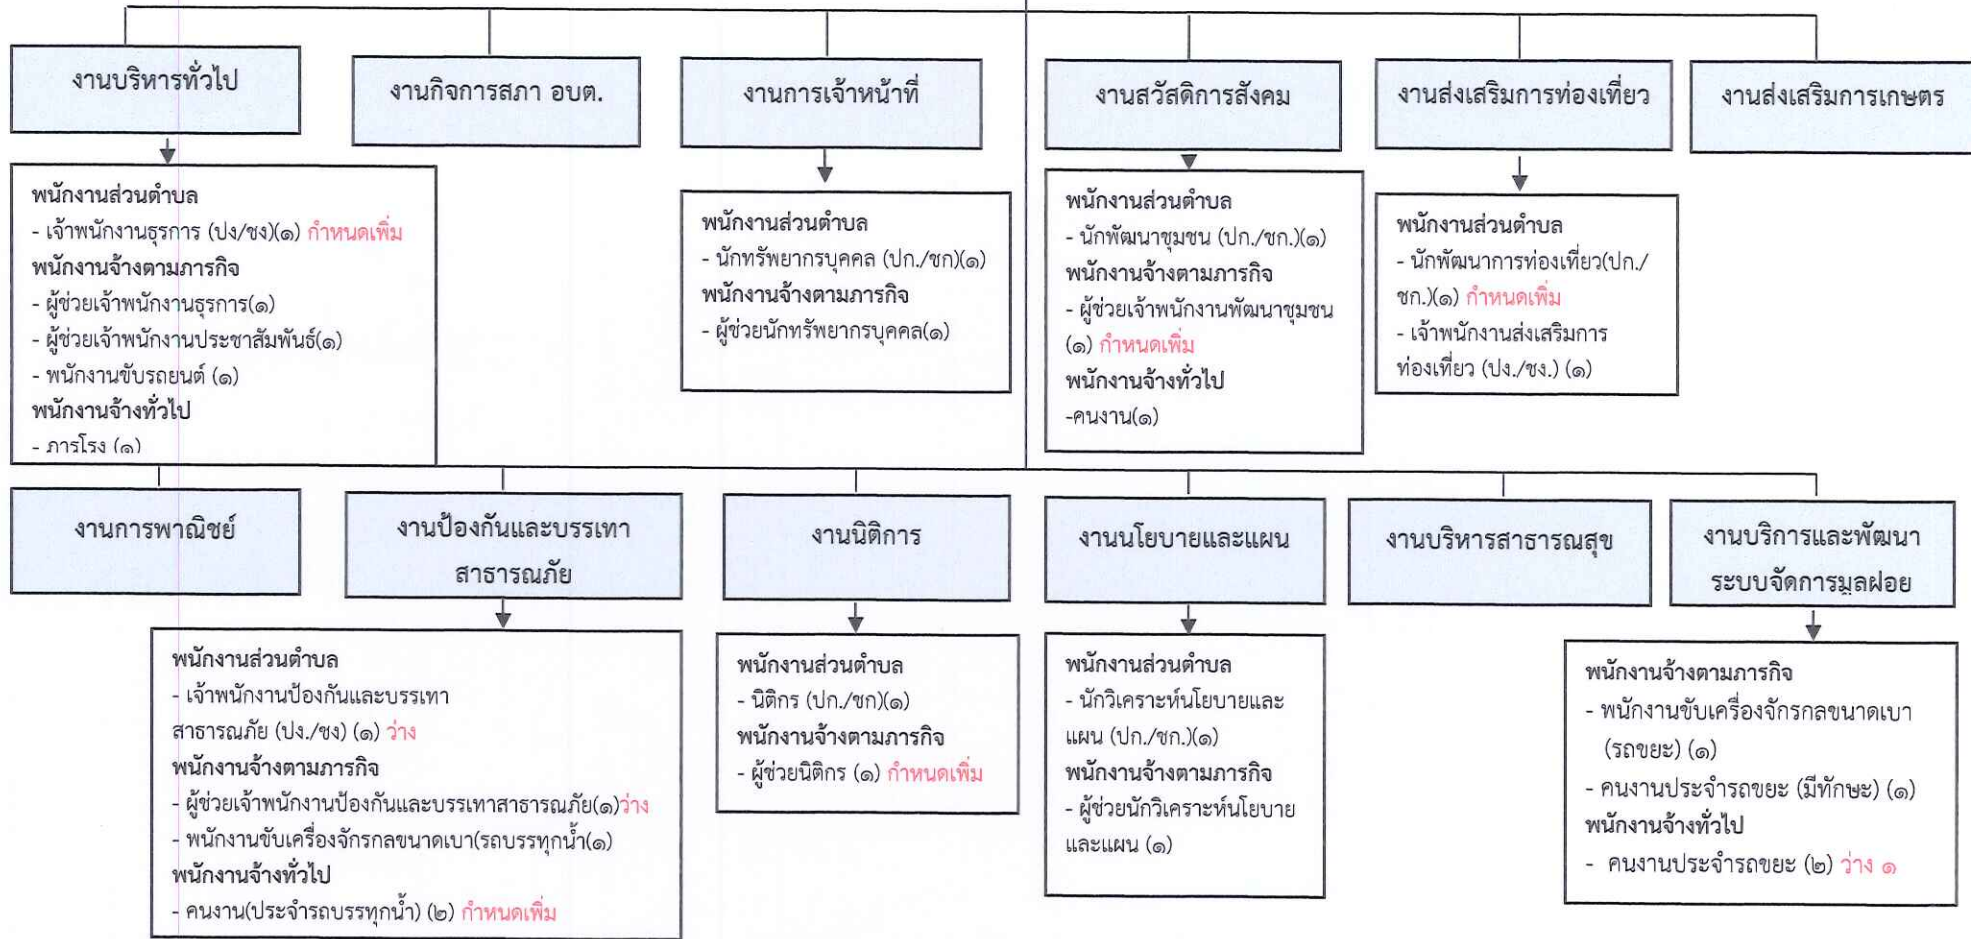 งานบริหารทั่วไป
งานกิจการสภา อบต.
งานการเจ้าหน้าที่
งานสวัสดิการสังคม
งานส่งเสริมการท่องเที่ยว
งานส่งเสริมการเกษตร
พนักงานส่วนตำบล
- เจ้าพนักงานธุรการ (ปง/ชง)(๑) กำหนดเพิ่ม
พนักงานจ้างตามภารกิจ
- ผู้ช่วยเจ้าพนักงานธุรการ(๑)
- ผู้ช่วยเจ้าพนักงานประชาสัมพันธ์(๑)
- พนักงานขับรถยนต์ (๑)
พนักงานจ้างทั่วไป
- ภารโรง (๑)
พนักงานส่วนตำบล
- นักทรัพยากรบุคคล (ปก./ชก)(๑)
พนักงานจ้างตามภารกิจ
- ผู้ช่วยนักทรัพยากรบุคคล(๑)
พนักงานส่วนตำบล
- นักพัฒนาชุมชน (ปก./ชก.)(๑)
พนักงานจ้างตามภารกิจ
- ผู้ช่วยเจ้าพนักงานพัฒนาชุมชน
(๑) กำหนดเพิ่ม
พนักงานจ้างทั่วไป
-คนงาน(๑)
พนักงานส่วนตำบล
- นักพัฒนาการท่องเที่ยว(ปก./
ชก.)(๑) กำหนดเพิ่ม
- เจ้าพนักงานส่งเสริมการ
ท่องเที่ยว (ปง./ชง.) (๑)
งานการพาณิชย์
งานป้องกันและบรรเทา
สาธารณภัย
งานนิติการ
งานนโยบายและแผน
งานบริหารสาธารณสุข
งานบริการและพัฒนา
ระบบจัดการมูลฝอย
พนักงานส่วนตำบล
- เจ้าพนักงานป้องกันและบรรเทา
สาธารณภัย (ปง./ชง) (๑) ว่าง
พนักงานจ้างตามภารกิจ
- ผู้ช่วยเจ้าพนักงานป้องกันและบรรเทาสาธารณภัย(๑)ว่าง
- พนักงานขับเครื่องจักรกลขนาดเบา(รถบรรทุกน้ำ(๑)
พนักงานจ้างทั่วไป
- คนงาน(ประจำรถบรรทุกน้ำ) (๒) กำหนดเพิ่ม
พนักงานส่วนตำบล
- นิติกร (ปก./ชก)(๑)
พนักงานจ้างตามภารกิจ
- ผู้ช่วยนิติกร (๑) กำหนดเพิ่ม
พนักงานส่วนตำบล
- นักวิเคราะห์นโยบายและ
แผน (ปก./ชก.)(๑)
พนักงานจ้างตามภารกิจ
- ผู้ช่วยนักวิเคราะห์นโยบาย
และแผน (๑)
พนักงานจ้างตามภารกิจ
- พนักงานขับเครื่องจักรกลขนาดเบา
(รถขยะ) (๑)
- คนงานประจำรถขยะ (มีทักษะ) (๑)
พนักงานจ้างทั่วไป
- คนงานประจำรถขยะ (๒) ว่าง ๑